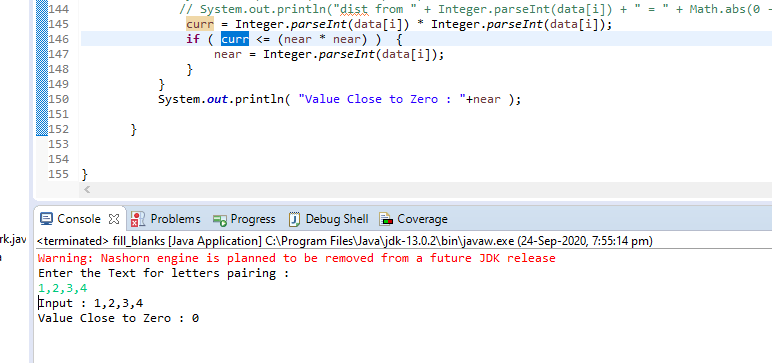 144 // System.out.println("dist from " + Integer.parseInt(data[i]) + " = " + Math.abs(0 -
145 curr = Integer.parseInt(data[i]) * Integer.parseInt(data[i]);
146 if ( curr <= (near * near) ) {
147 near = Integer.parseInt(data[i]);
148 }
149 }
150 System.out.println( "Value Close to Zero : "+near );
151
152 }
153
154
155 }
Console Problems Progress Debug Shell Coverage
rk.jav
<terminated> fill_blanks [Java Application] C:\Program Files\Java\jdk-13.0.2\bin\javaw.exe (24-Sep-2020, 7:55:14 pm)
Warning: Nashorn engine is planned to be removed from a future JDK release
Enter the Text for letters pairing :
1,2,3,4
Input : 1,2,3,4
Value Close to Zero : 0